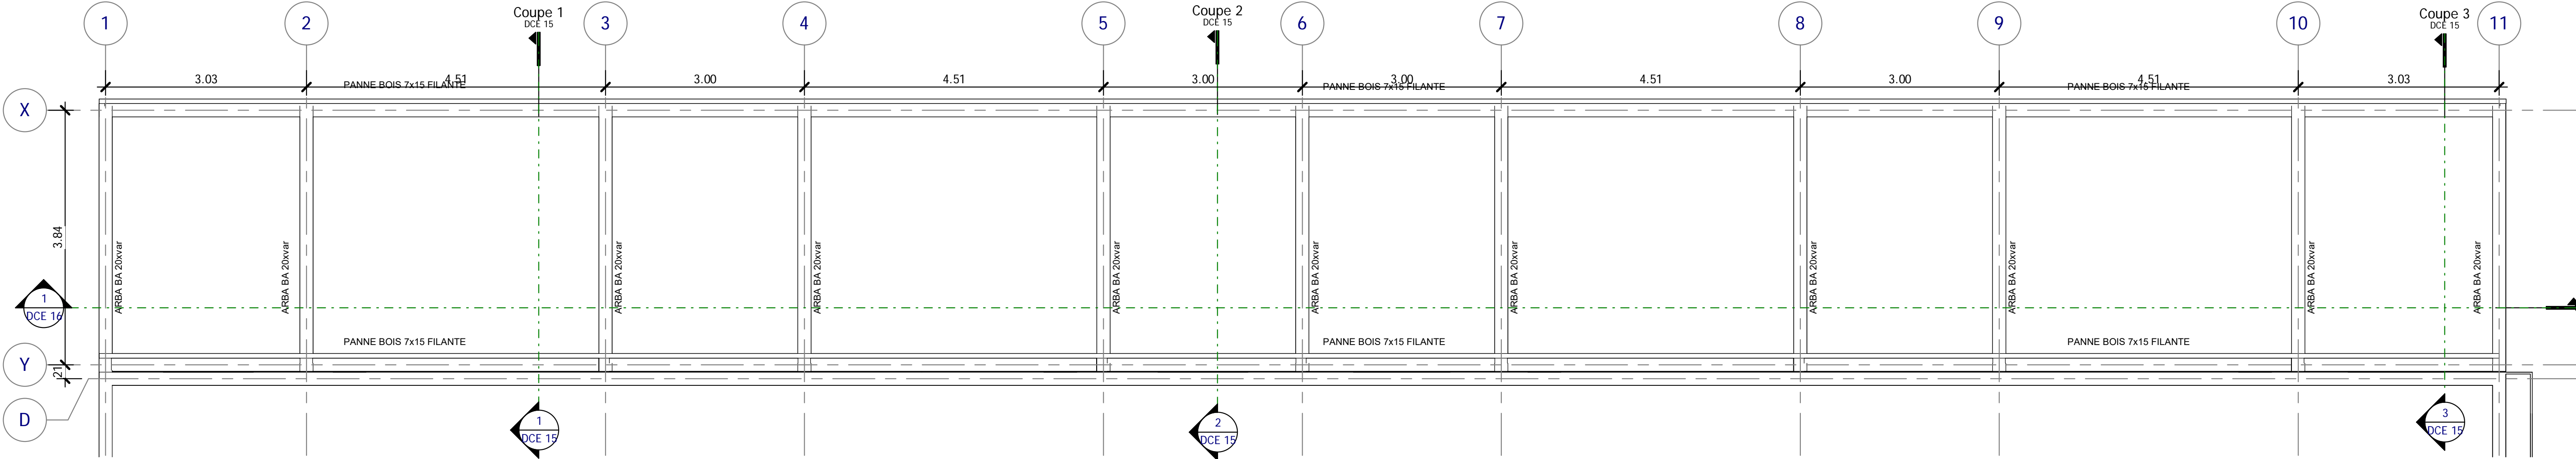 Coupe 1
DCE 15
Coupe 2
DCE 15
Coupe 3
DCE 15
1
2
3
4
5
6
7
8
9
10
11
3.03
4.51
3.00
4.51
3.00
3.00
4.51
3.00
4.51
3.03
PANNE BOIS 7x15 FILANTE
PANNE BOIS 7x15 FILANTE
PANNE BOIS 7x15 FILANTE
X
3.84
ARBA BA 20xvar
ARBA BA 20xvar
ARBA BA 20xvar
ARBA BA 20xvar
ARBA BA 20xvar
ARBA BA 20xvar
ARBA BA 20xvar
ARBA BA 20xvar
ARBA BA 20xvar
ARBA BA 20xvar
ARBA BA 20xvar
1
DCE 16
PANNE BOIS 7x15 FILANTE
PANNE BOIS 7x15 FILANTE
PANNE BOIS 7x15 FILANTE
Y
21
D
1
DCE 15
2
DCE 15
3
DCE 15